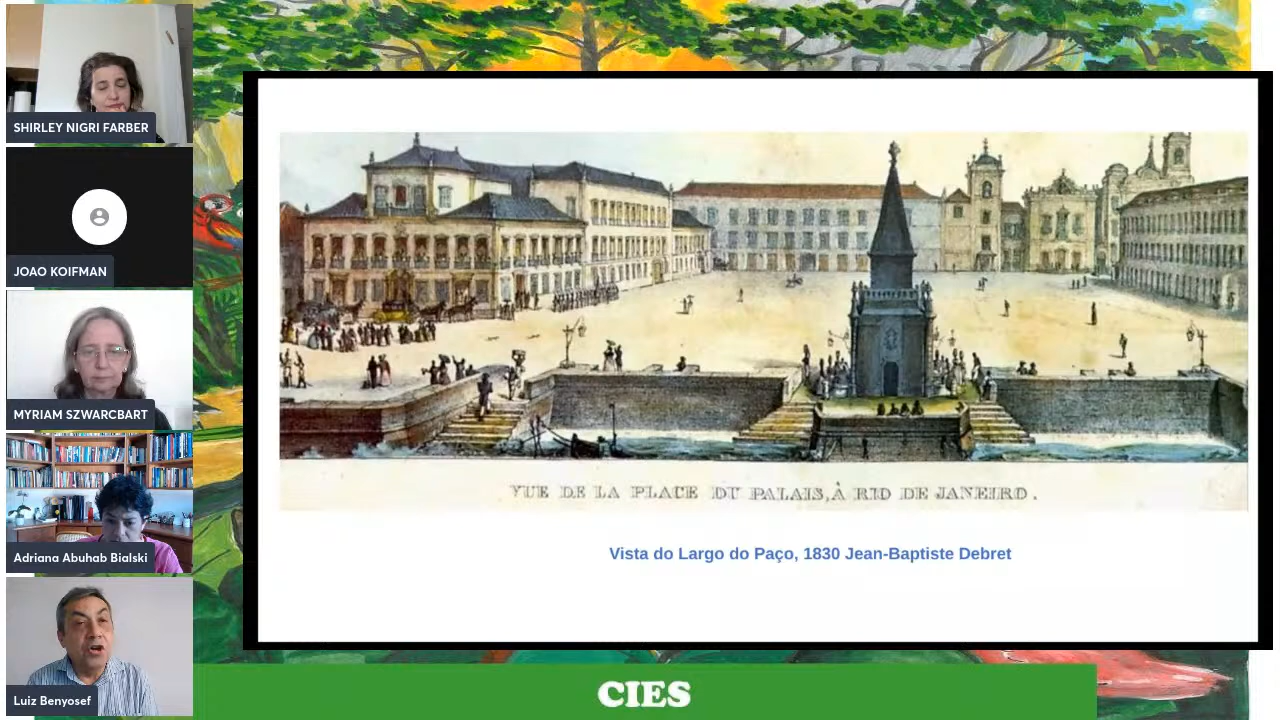 SHIRLEY NIGRI FARBER
JOAO KOIFMAN
MYRIAM SZWARCBART
Adriana Abuhab Bialski
Luiz Benyosef
VUE DE LA PLACE DU PALAIS, À RIO DE JANEIRO.
Vista do Largo do Paço, 1830 Jean-Baptiste Debret
CIES